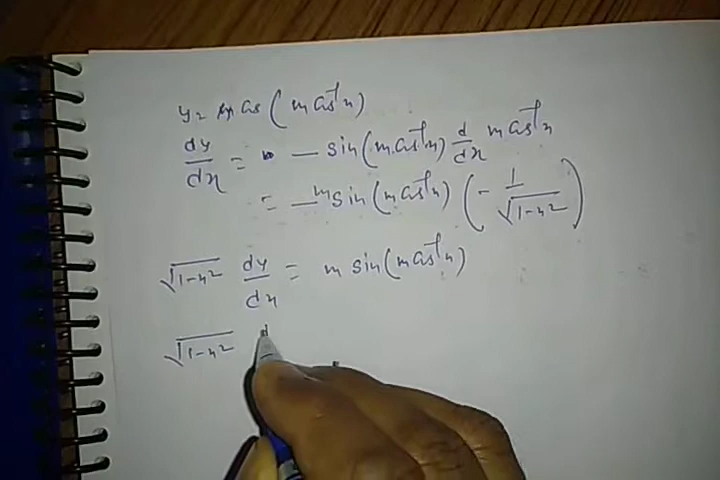 y = cos(m cos⁻¹x)
dy/dx = – sin(m cos⁻¹x) d/dx m cos⁻¹x
= – m sin(m cos⁻¹x) (– 1/√(1–x²))
√(1–x²) dy/dx = m sin(m cos⁻¹x)
√(1–x²) d